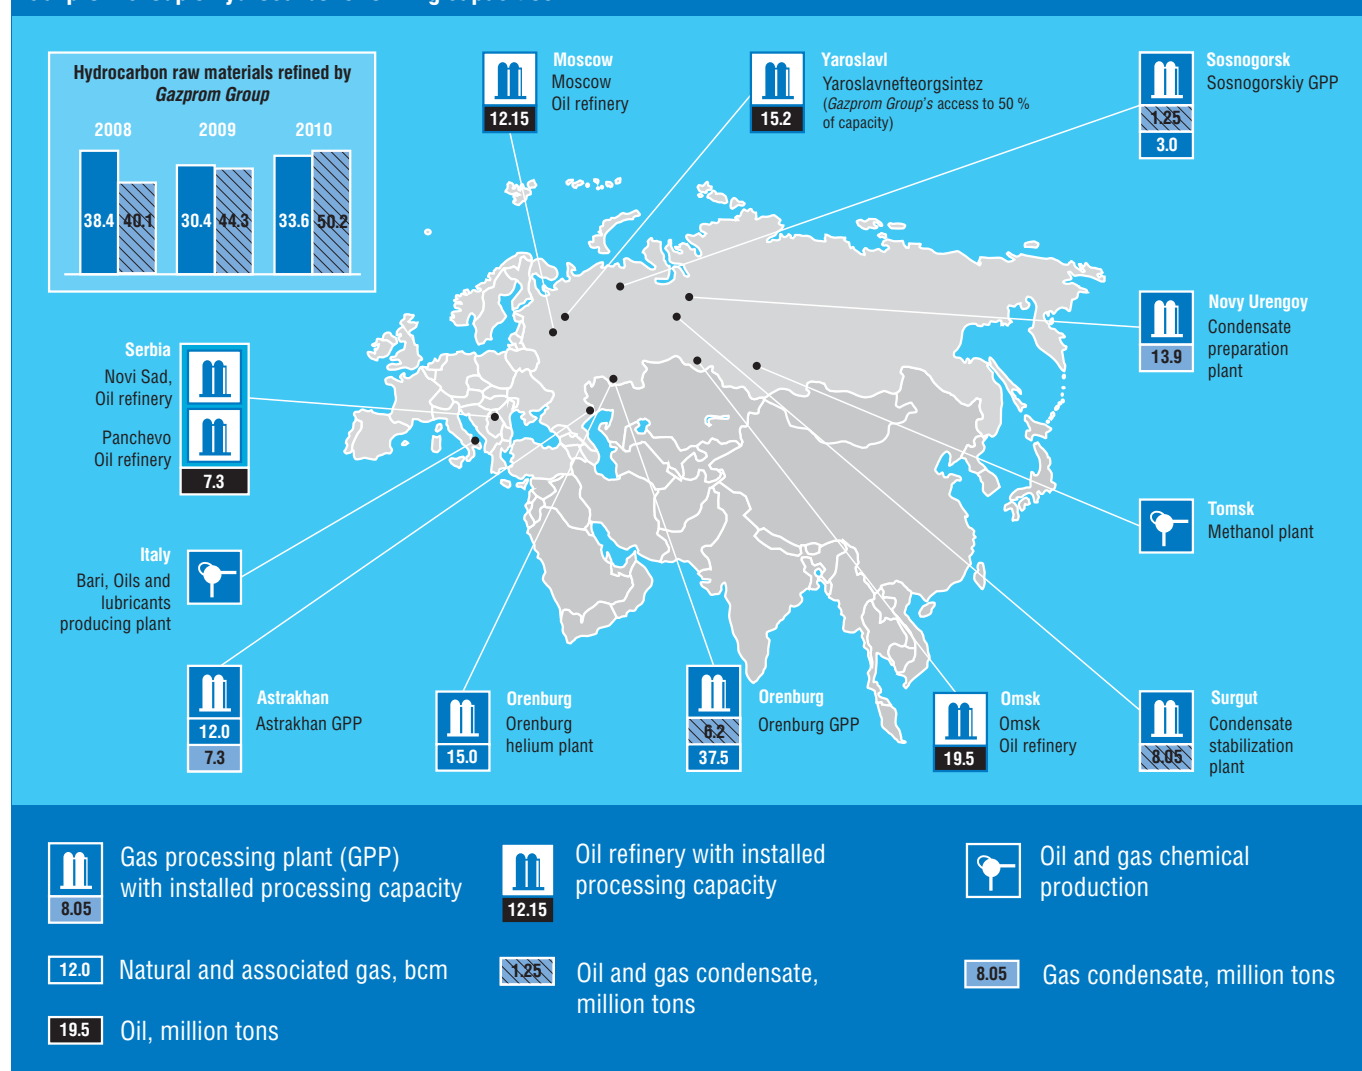 Hydrocarbon raw materials refined by
Gazprom Group
2008 2009 2010
38.4 40.1 30.4 44.3 33.6 50.2
Moscow
Moscow
Oil refinery
12.15
Yaroslavl
Yaroslavnefteorgsintez
(Gazprom Group's access to 50 %
of capacity)
15.2
Sosnogorsk
Sosnogorskiy GPP
1.25
3.0
Serbia
Novi Sad,
Oil refinery
Panchevo
Oil refinery
7.3
Novy Urengoy
Condensate
preparation
plant
13.9
Italy
Bari, Oils and
lubricants
producing plant
Tomsk
Methanol plant
Astrakhan
Astrakhan GPP
12.0
7.3
Orenburg
Orenburg
helium plant
15.0
Orenburg
Orenburg GPP
6.2
37.5
Omsk
Omsk
Oil refinery
19.5
Surgut
Condensate
stabilization
plant
8.05
Gas processing plant (GPP)
with installed processing capacity
8.05
Oil refinery with installed
processing capacity
12.15
Oil and gas chemical
production
12.0 Natural and associated gas, bcm
1.25 Oil and gas condensate,
million tons
8.05 Gas condensate, million tons
19.5 Oil, million tons